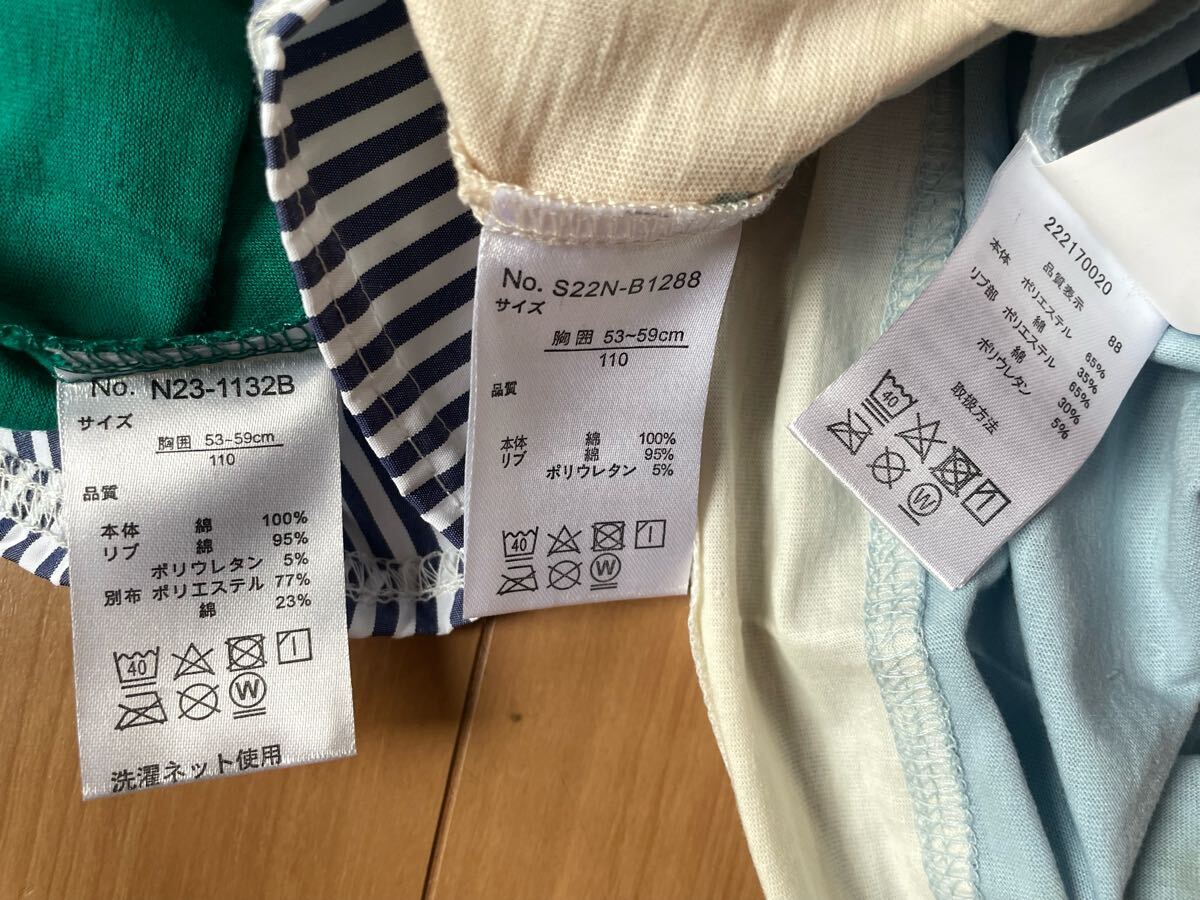 No. N23-1132B
サイズ
胸囲 53~59cm
110
品質
本体 綿 100%
リブ 綿 95%
ポリウレタン 5%
別布 ポリエステル 77%
綿 23%
40
W
洗濯ネット使用
No. S22N-B1288
サイズ
胸囲 53~59cm
110
品質
本体 綿 100%
リブ 綿 95%
ポリウレタン 5%
40
W
222170020
品質表示 88
本体 ポリエステル 65%
綿 35%
リブ部 ポリエステル 65%
綿 30%
ポリウレタン 5%
取扱方法
40
W